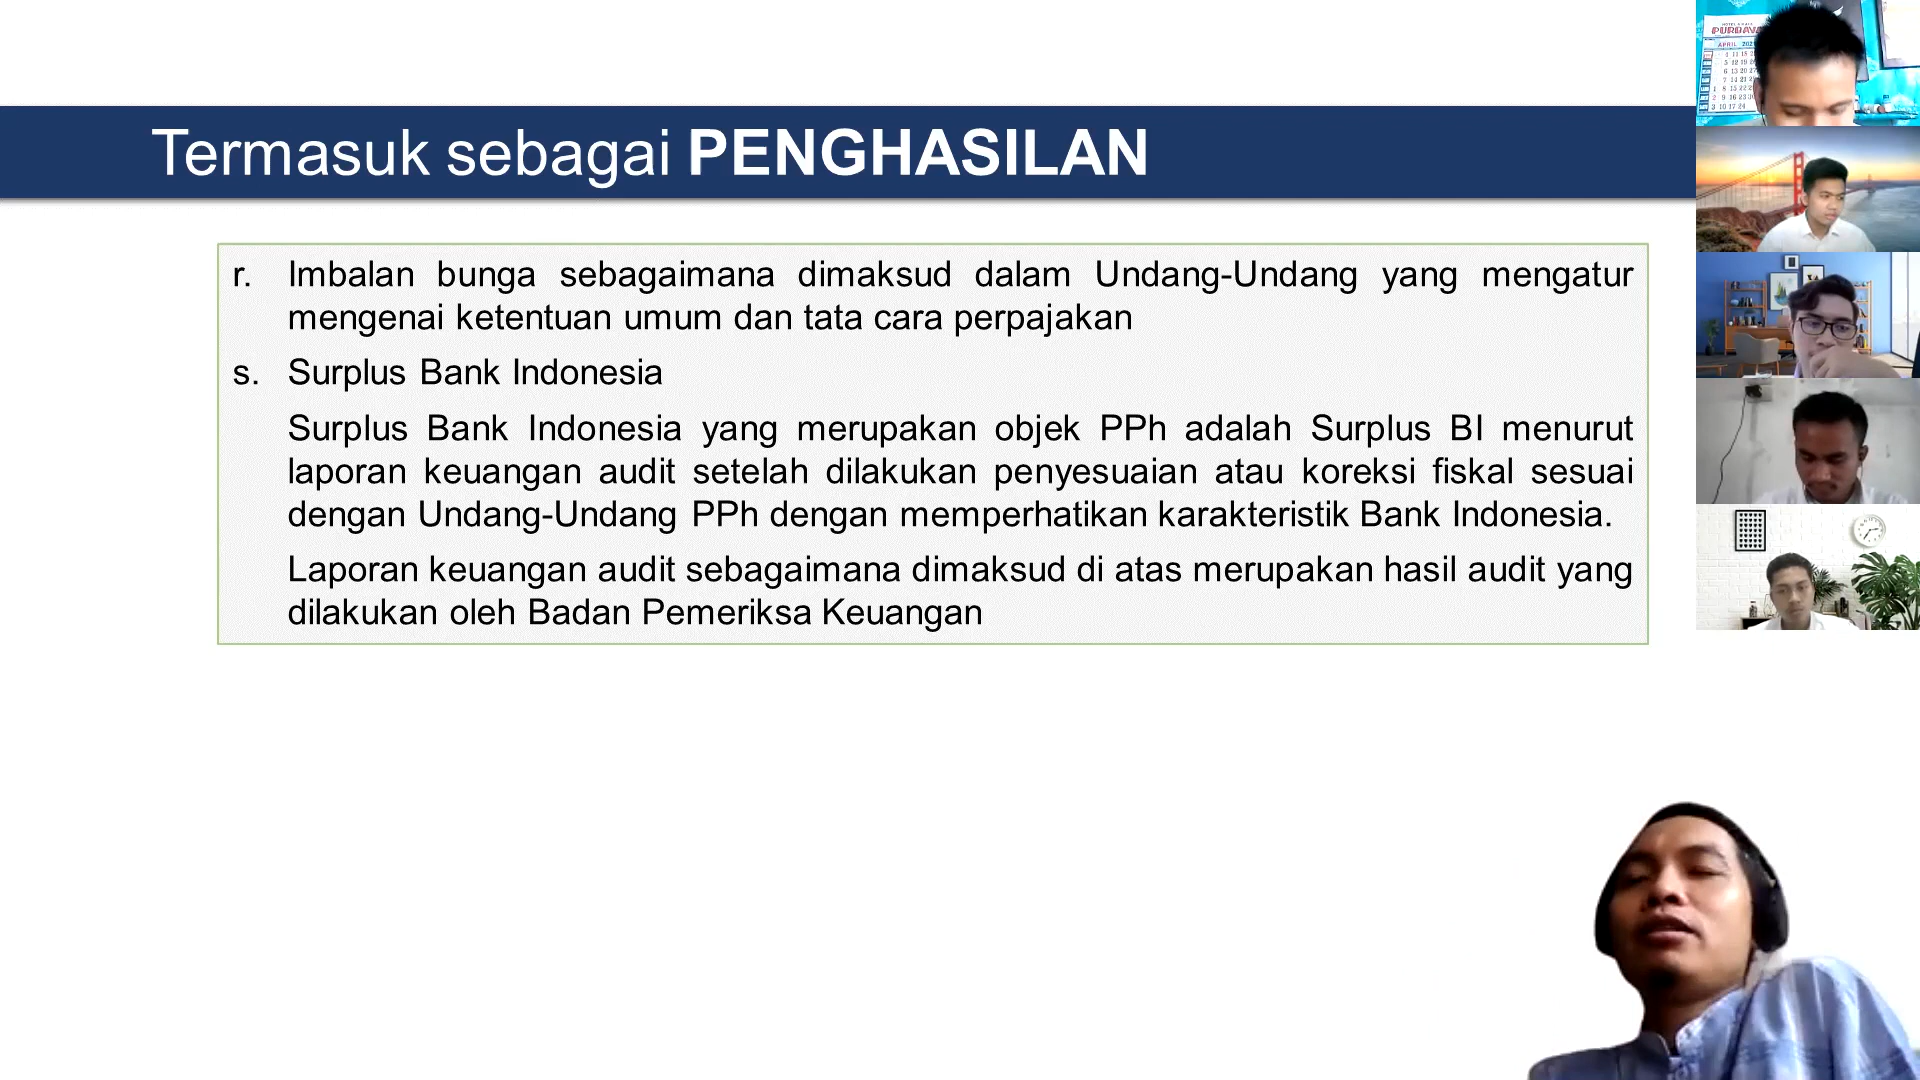 Termasuk sebagai PENGHASILAN
r. Imbalan bunga sebagaimana dimaksud dalam Undang-Undang yang mengatur
mengenai ketentuan umum dan tata cara perpajakan
s. Surplus Bank Indonesia
Surplus Bank Indonesia yang merupakan objek PPh adalah Surplus BI menurut
laporan keuangan audit setelah dilakukan penyesuaian atau koreksi fiskal sesuai
dengan Undang-Undang PPh dengan memperhatikan karakteristik Bank Indonesia.
Laporan keuangan audit sebagaimana dimaksud di atas merupakan hasil audit yang
dilakukan oleh Badan Pemeriksa Keuangan
APRIL